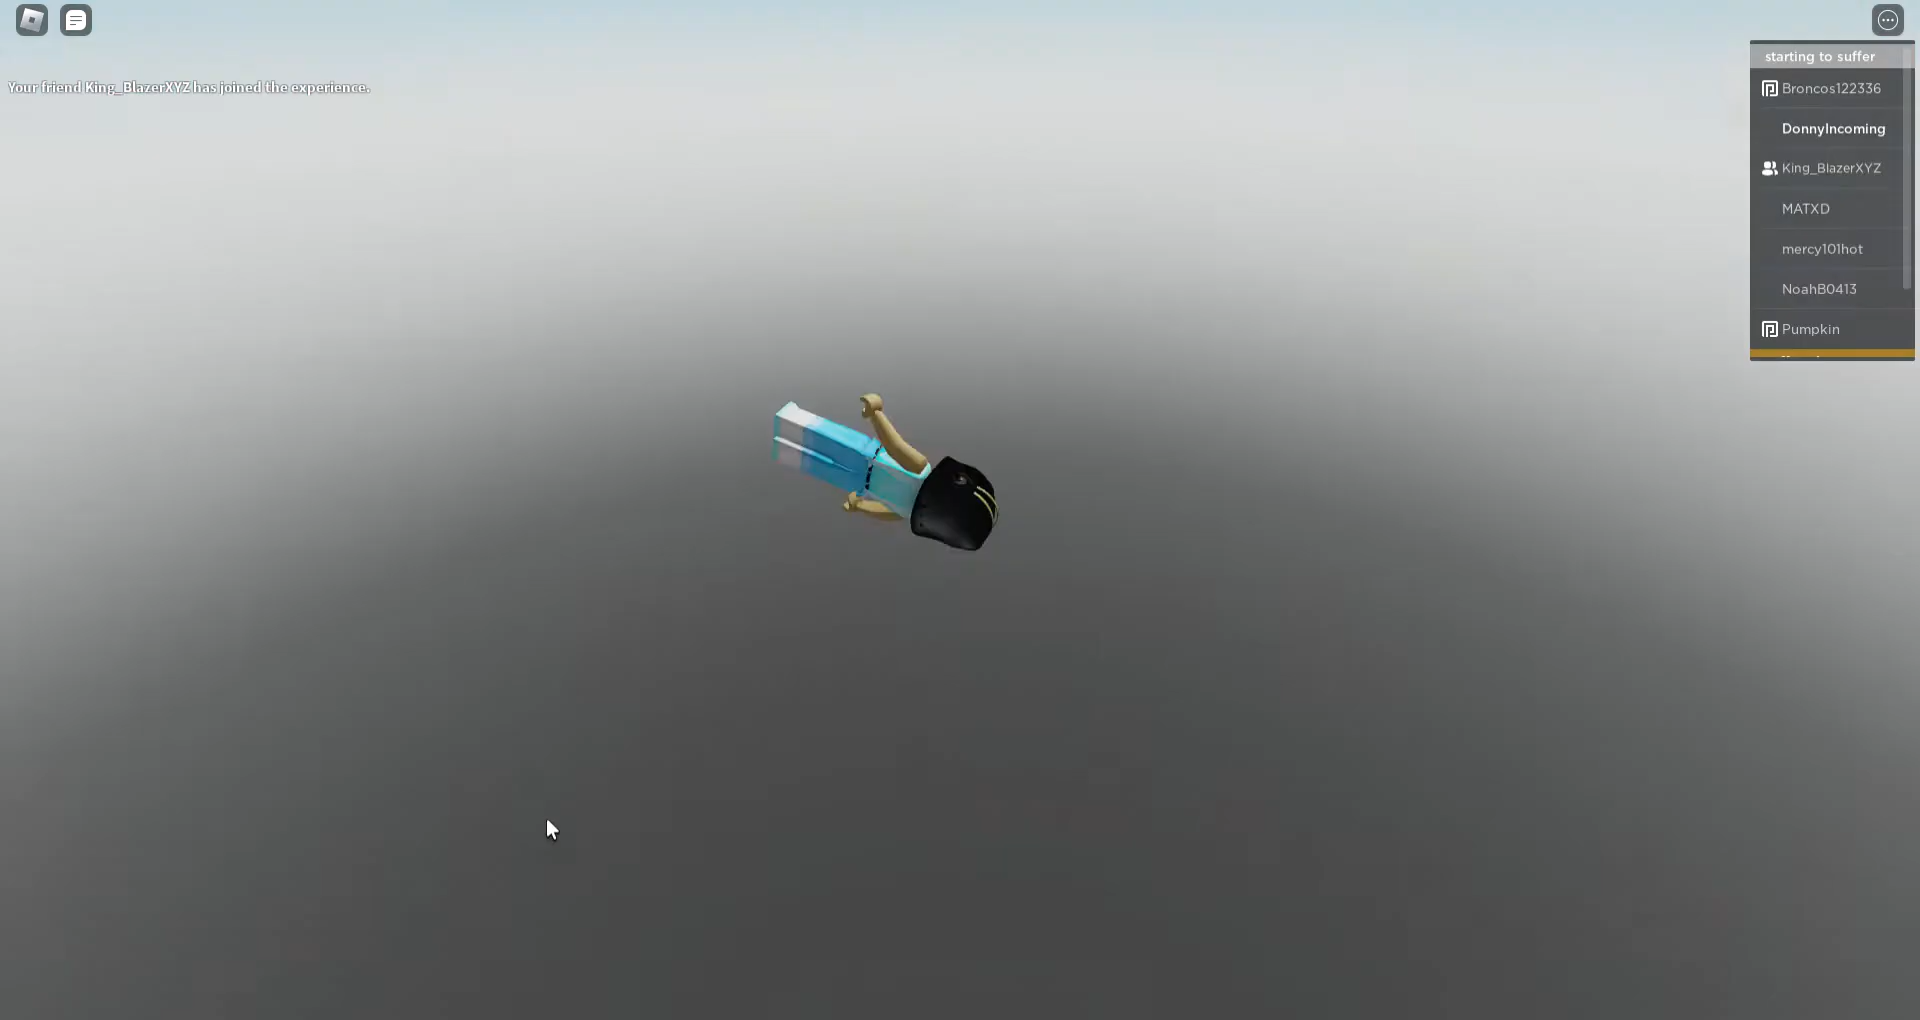 Your friend King_BlazerXYZ has joined the experience.
starting to suffer
Broncos122336
DonnyIncoming
King_BlazerXYZ
MATXD
mercy101hot
NoahB0413
Pumpkin